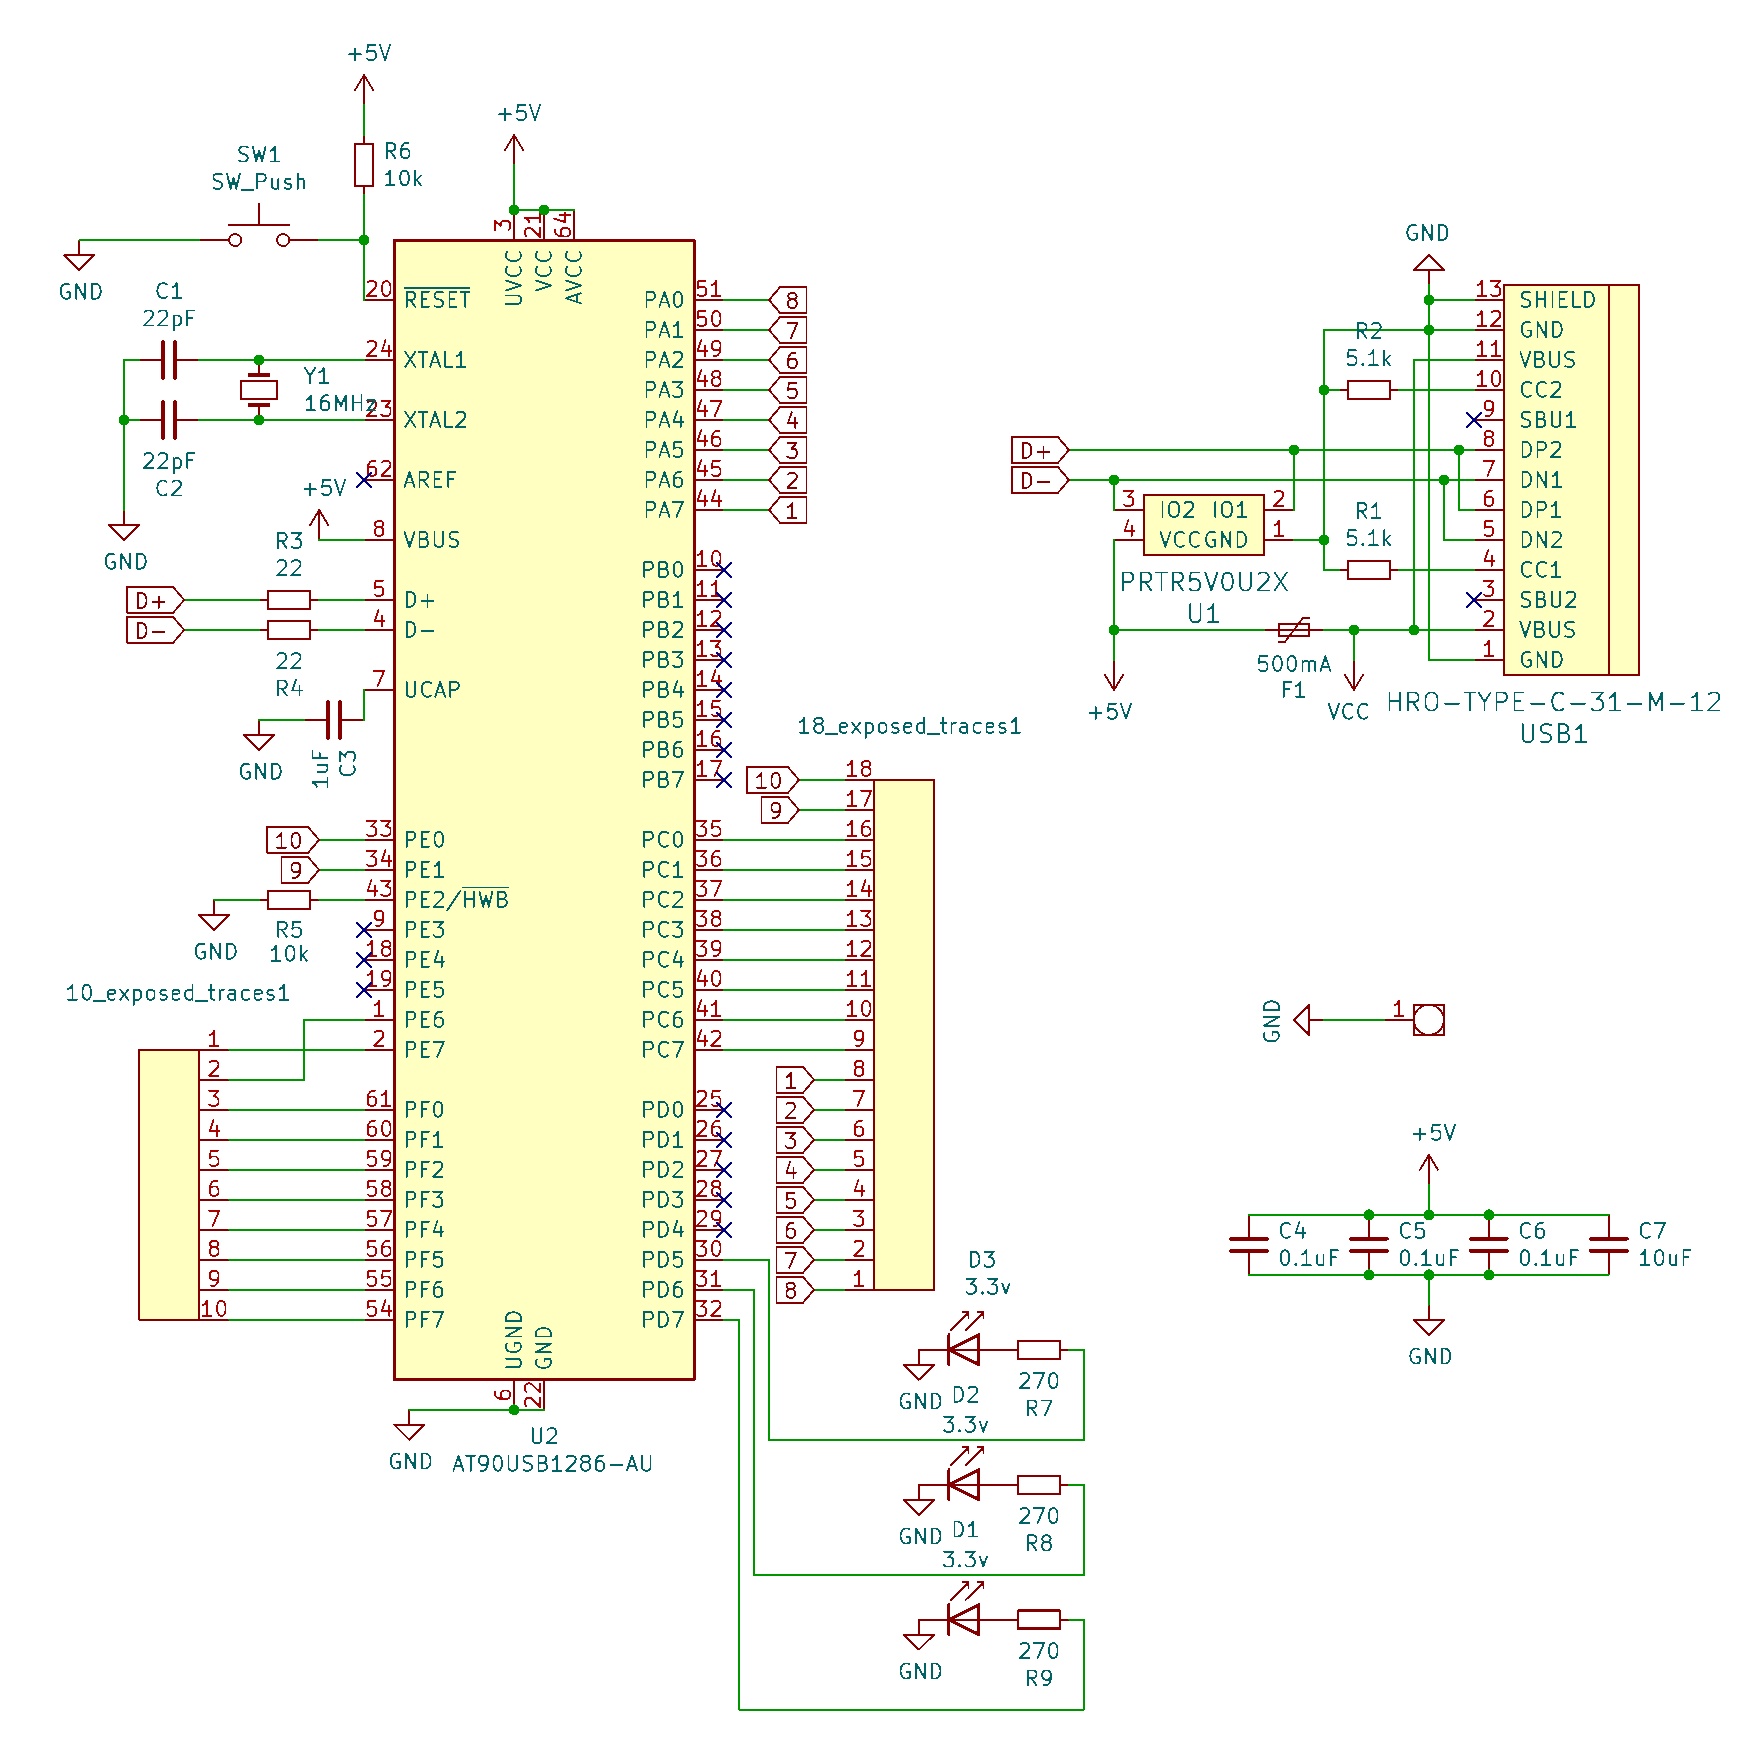 +5V
R6
10k
SW1
SW_Push
GND
+5V
C1
22pF
Y1
16MHz
22pF
C2
GND
+5V
R3
22
D+
D-
22
R4
GND
1uF
C3
10
9
GND
R5
10k
10_exposed_traces1
1
2
3
4
5
6
7
8
9
10
3 UVCC
21 VCC
64 AVCC
20 RESET
24 XTAL1
23 XTAL2
62 AREF
8 VBUS
5 D+
4 D-
7 UCAP
33 PE0
34 PE1
43 PE2/HWB
9 PE3
18 PE4
19 PE5
1 PE6
2 PE7
61 PF0
60 PF1
59 PF2
58 PF3
57 PF4
56 PF5
55 PF6
54 PF7
PA0 51 8
PA1 50 7
PA2 49 6
PA3 48 5
PA4 47 4
PA5 46 3
PA6 45 2
PA7 44 1
PB0 10
PB1 11
PB2 12
PB3 13
PB4 14
PB5 15
PB6 16
PB7 17
PC0 35
PC1 36
PC2 37
PC3 38
PC4 39
PC5 40
PC6 41
PC7 42
PD0 25
PD1 26
PD2 27
PD3 28
PD4 29
PD5 30
PD6 31
PD7 32
UGND 6
GND 22
GND
U2
AT90USB1286-AU
18_exposed_traces1
10 18
9 17
16
15
14
13
12
11
10
9
1 8
2 7
3 6
4 5
5 4
6 3
7 2
8 1
D3
3.3v
GND
270
R7
D2
3.3v
GND
270
R8
D1
3.3v
GND
270
R9
GND
13 SHIELD
12 GND
11 VBUS
10 CC2
9 SBU1
8 DP2
7 DN1
6 DP1
5 DN2
4 CC1
3 SBU2
2 VBUS
1 GND
HRO-TYPE-C-31-M-12
USB1
R2
5.1k
D+
D-
3 IO2 IO1 2
4 VCC GND 1
PRTR5V0U2X
U1
R1
5.1k
500mA
F1
+5V
VCC
GND
1
+5V
C4
0.1uF
C5
0.1uF
C6
0.1uF
C7
10uF
GND